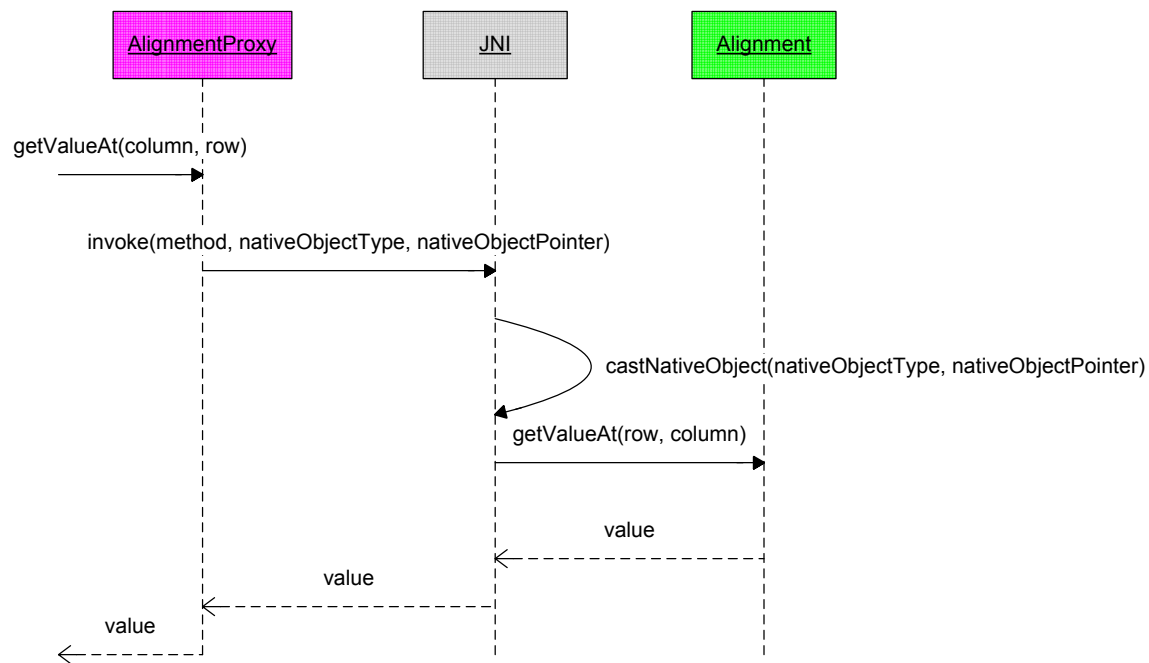 AlignmentProxy
JNI
Alignment
getValueAt(column, row)
invoke(method, nativeObjectType, nativeObjectPointer)
castNativeObject(nativeObjectType, nativeObjectPointer)
getValueAt(row, column)
value
value
value